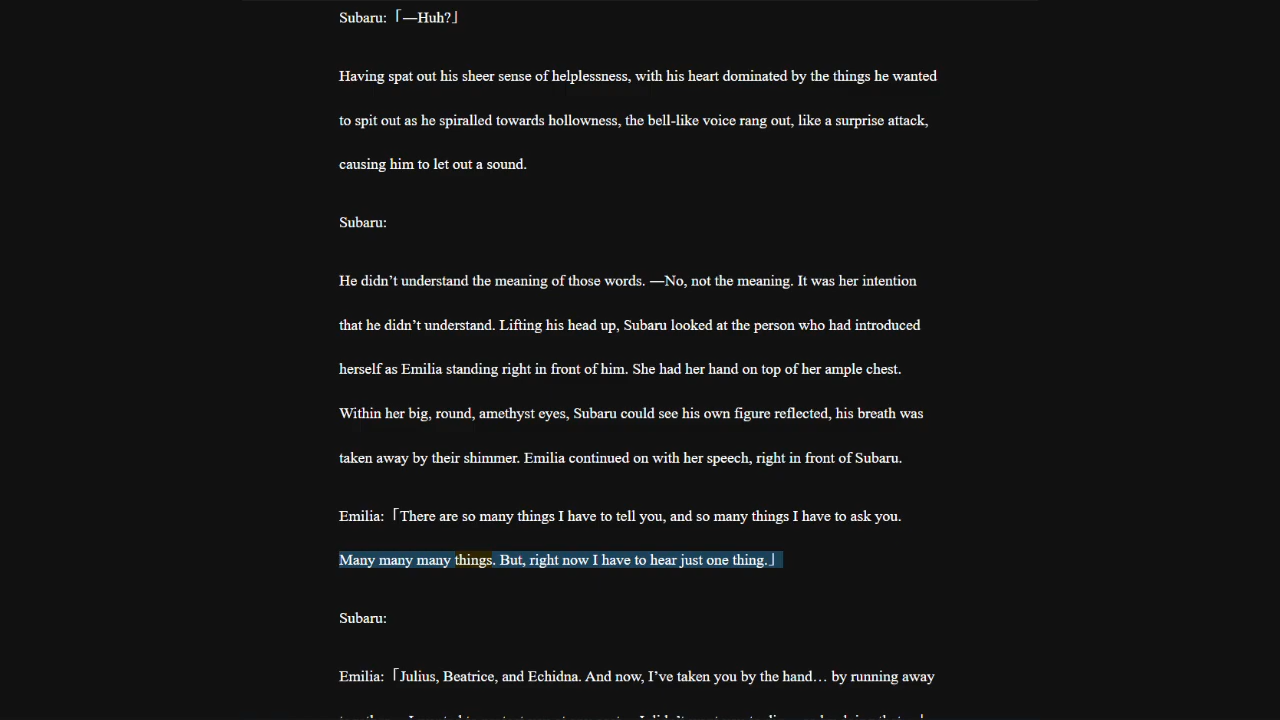 Subaru:「—Huh?」
Having spat out his sheer sense of helplessness, with his heart dominated by the things he wanted
to spit out as he spiralled towards hollowness, the bell-like voice rang out, like a surprise attack,
causing him to let out a sound.
Subaru:
He didn’t understand the meaning of those words. —No, not the meaning. It was her intention
that he didn’t understand. Lifting his head up, Subaru looked at the person who had introduced
herself as Emilia standing right in front of him. She had her hand on top of her ample chest.
Within her big, round, amethyst eyes, Subaru could see his own figure reflected, his breath was
taken away by their shimmer. Emilia continued on with her speech, right in front of Subaru.
Emilia:「There are so many things I have to tell you, and so many things I have to ask you.
Many many many things. But, right now I have to hear just one thing.」
Subaru:
Emilia:「Julius, Beatrice, and Echidna. And now, I’ve taken you by the hand… by running away